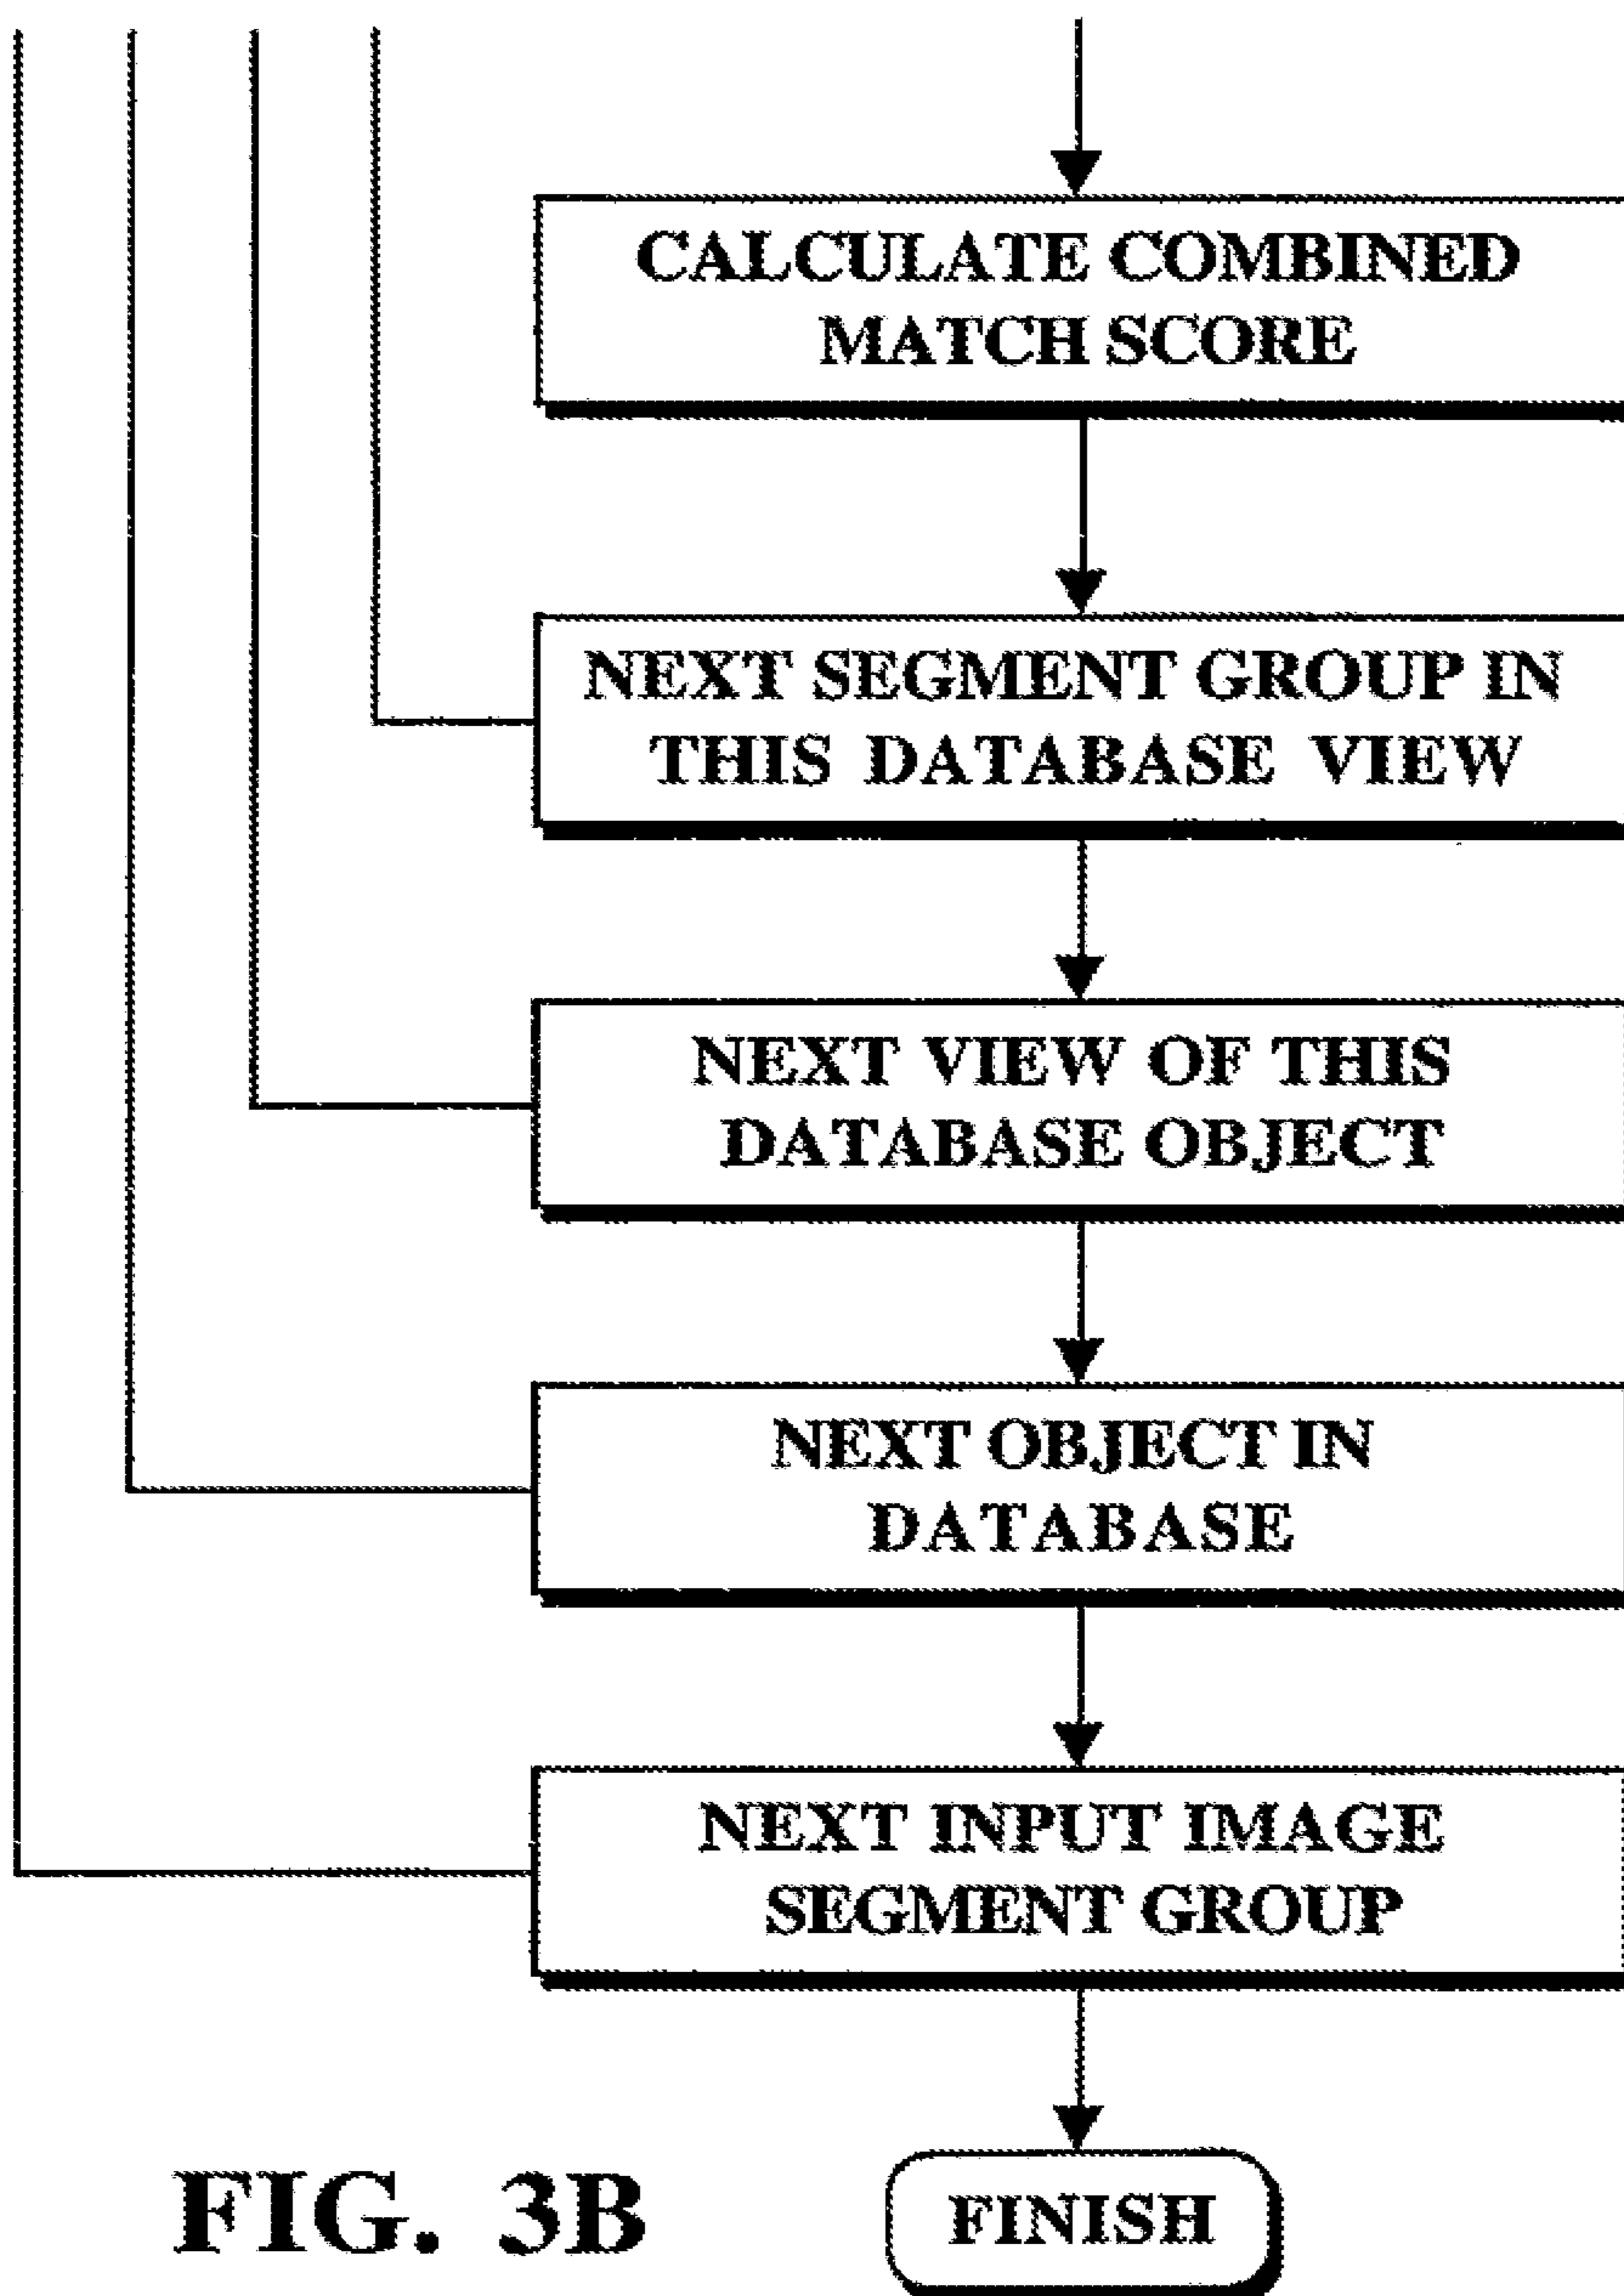 CALCULATE COMBINED
MATCH SCORE
NEXT SEGMENT GROUP IN
THIS DATABASE VIEW
NEXT VIEW OF THIS
DATABASE OBJECT
NEXT OBJECT IN
DATABASE
NEXT INPUT IMAGE
SEGMENT GROUP
FINISH
FIG. 3B